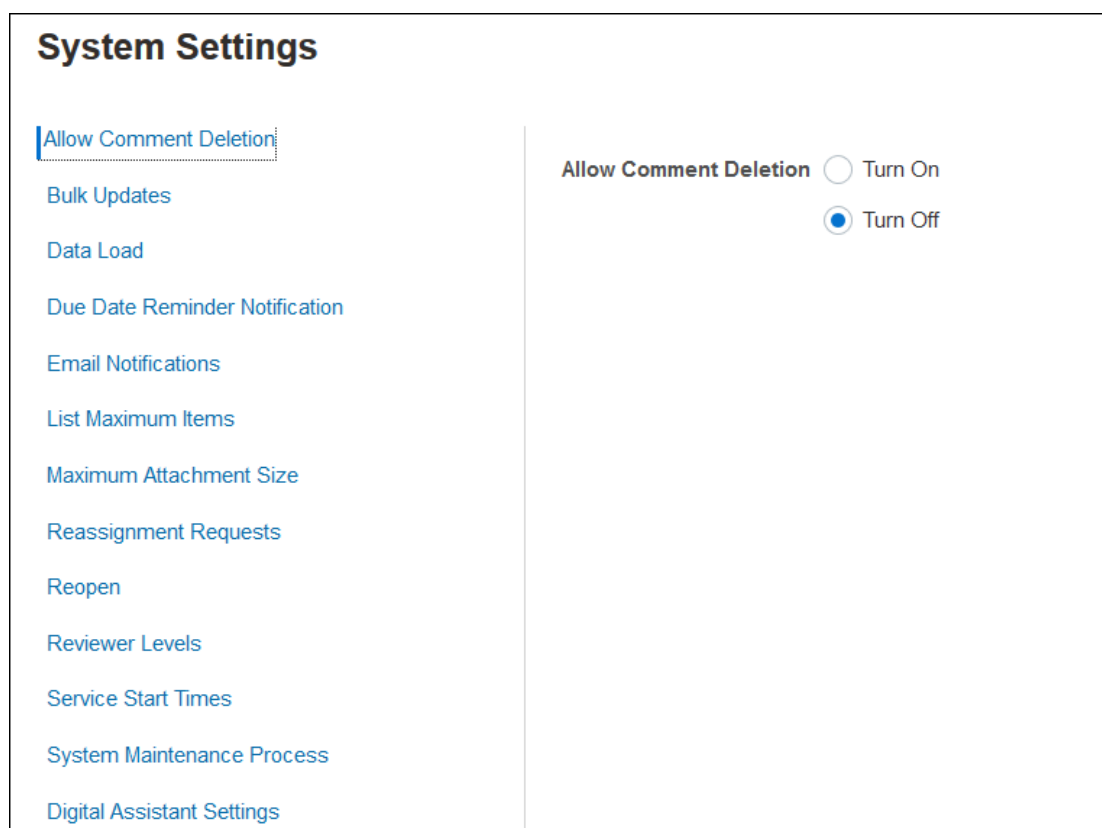 System Settings
Allow Comment Deletion
Bulk Updates
Data Load
Due Date Reminder Notification
Email Notifications
List Maximum Items
Maximum Attachment Size
Reassignment Requests
Reopen
Reviewer Levels
Service Start Times
System Maintenance Process
Digital Assistant Settings
Allow Comment Deletion Turn On
Turn Off